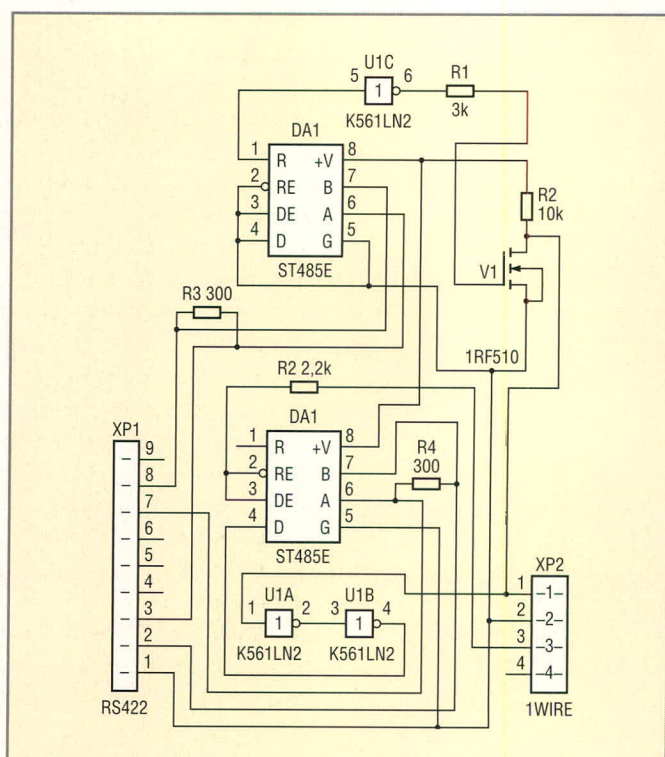 U1C
5
1
6
K561LN2
R1
3k
DA1
1 R +V 8
2 RE B 7
3 DE A 6
4 D G 5
ST485E
R2
10k
V1
1RF510
R3 300
R2 2,2k
DA1
1 R +V 8
2 RE B 7
3 DE A 6
4 D G 5
ST485E
R4
300
XP1
9
8
7
6
5
4
3
2
1
RS422
U1A
1 1 2
K561LN2
U1B
3 1 4
K561LN2
XP2
1 –1–
2 –2–
3 –3–
4 –4–
1WIRE